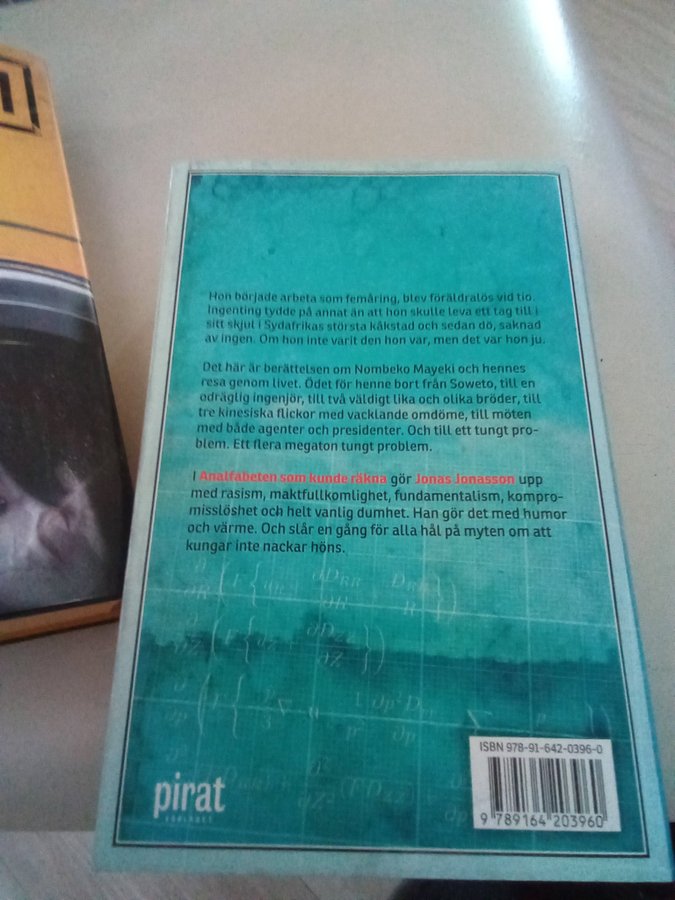 Hon började arbeta som femåring, blev föräldralös vid tio.
Ingenting tydde på annat än att hon skulle leva ett tag till i
sitt skjul i Sydafrikas största kåkstad och sedan dö, saknad
av ingen. Om hon inte varit den hon var, men det var hon ju.
Det här är berättelsen om Nombeko Mayeki och hennes
resa genom livet. Ödet för henne bort från Soweto, till en
odräglig ingenjör, till två väldigt lika och olika bröder, till
tre kinesiska flickor med vacklande omdöme, till möten
med både agenter och presidenter. Och till ett tungt pro-
blem. Ett flera megaton tungt problem.
I Analfabeten som kunde räkna gör Jonas Jonasson upp
med rasism, maktfullkomlighet, fundamentalism, kompro-
misslöshet och helt vanlig dumhet. Han gör det med humor
och värme. Och slår en gång för alla hål på myten om att
kungar inte nackar höns.
ISBN 978-91-642-0396-0
9 789164 203960
pirat
FÖRLAGET